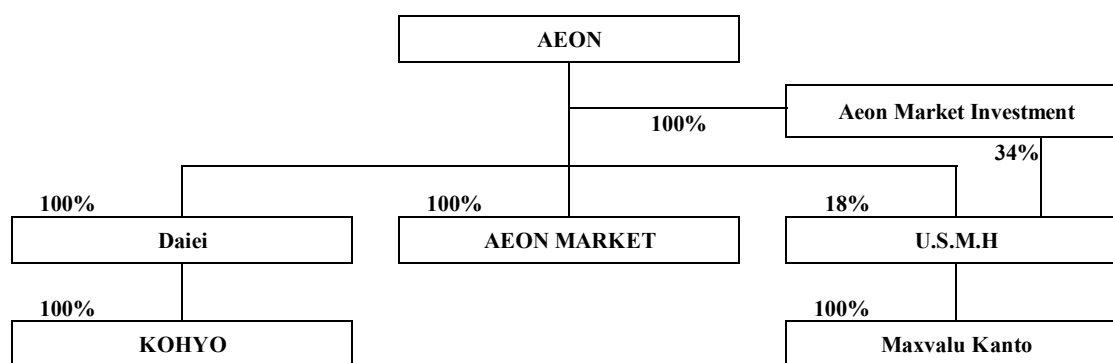 AEON
Aeon Market Investment
100%
34%
100%
100%
18%
Daiei
AEON MARKET
U.S.M.H
100%
100%
KOHYO
Maxvalu Kanto